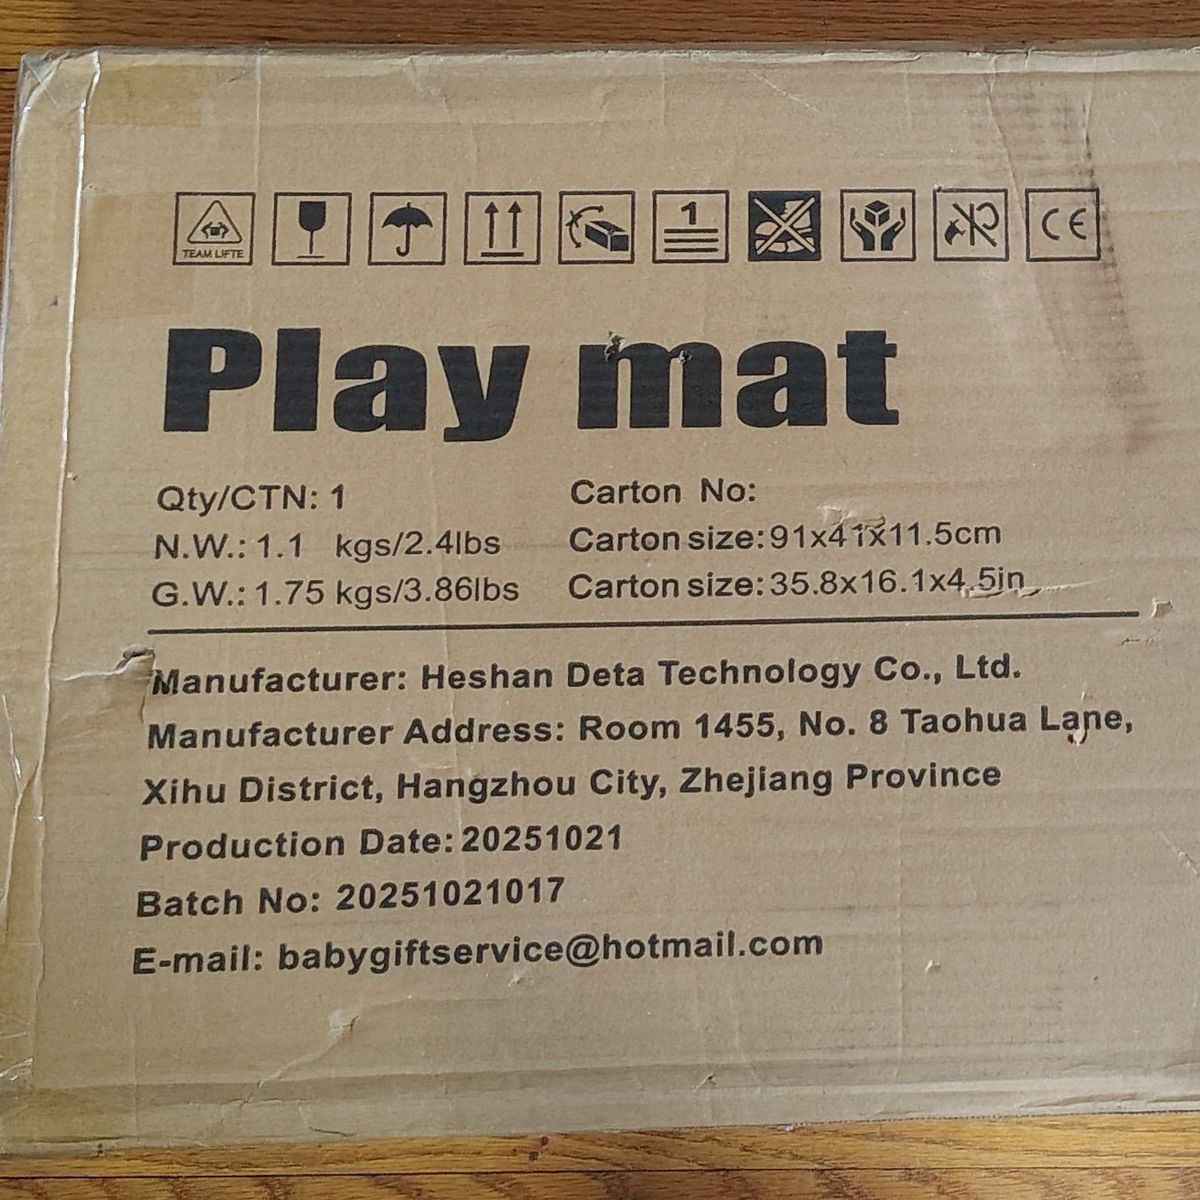 TEAM LIFTE
1
CE
Play mat
Qty/CTN: 1
Carton No:
N.W.: 1.1 kgs/2.4lbs
Carton size: 91x41x11.5cm
G.W.: 1.75 kgs/3.86lbs
Carton size: 35.8x16.1x4.5in
Manufacturer: Heshan Deta Technology Co., Ltd.
Manufacturer Address: Room 1455, No. 8 Taohua Lane,
Xihu District, Hangzhou City, Zhejiang Province
Production Date: 20251021
Batch No: 20251021017
E-mail: babygiftservice@hotmail.com